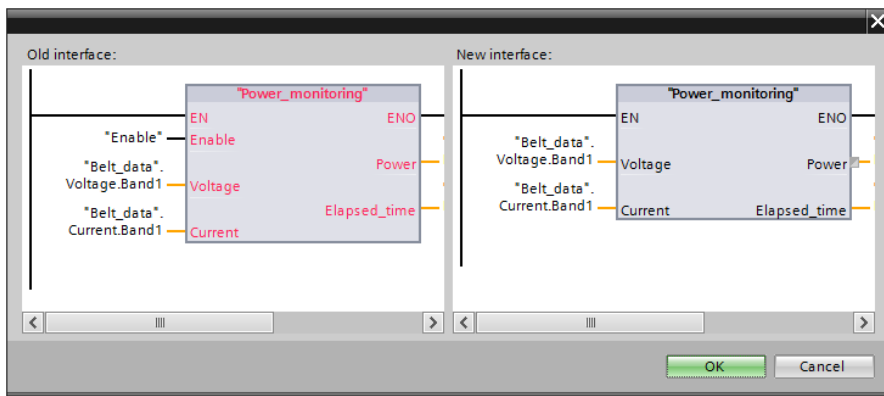 Old interface:
"Power_monitoring"
EN ENO
"Enable" Enable
"Belt_data".
Voltage.Band1 Voltage Power
"Belt_data".
Current.Band1 Current Elapsed_time
New interface:
"Power_monitoring"
EN ENO
"Belt_data".
Voltage.Band1 Voltage Power
"Belt_data".
Current.Band1 Current Elapsed_time
OK Cancel